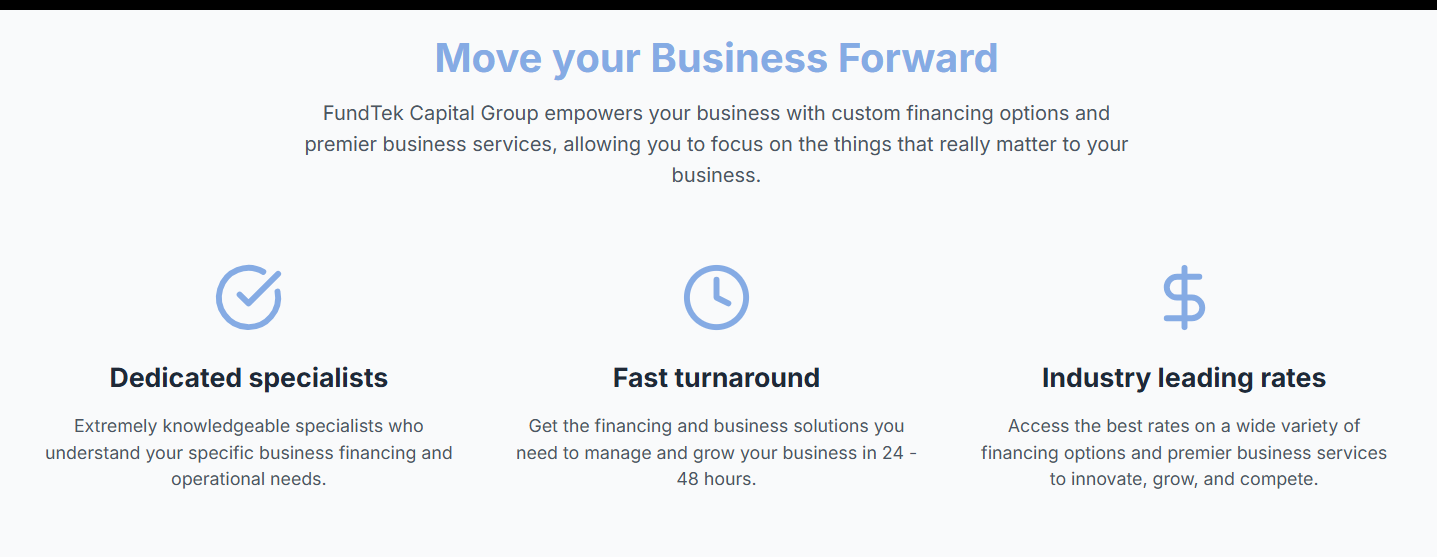 Move your Business Forward
FundTek Capital Group empowers your business with custom financing options and
premier business services, allowing you to focus on the things that really matter to your
business.
Dedicated specialists
Extremely knowledgeable specialists who
understand your specific business financing and
operational needs.
Fast turnaround
Get the financing and business solutions you
need to manage and grow your business in 24 -
48 hours.
Industry leading rates
Access the best rates on a wide variety of
financing options and premier business services
to innovate, grow, and compete.